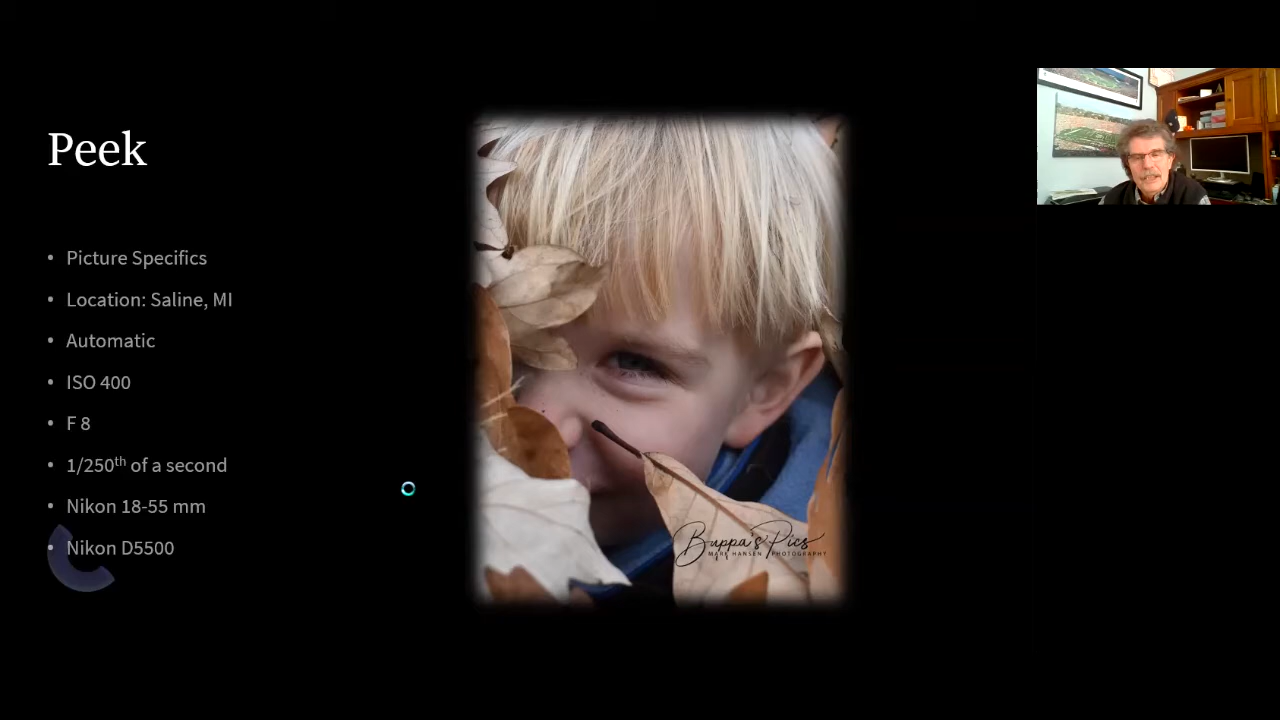 Peek
• Picture Specifics
• Location: Saline, MI
• Automatic
• ISO 400
• F 8
• 1/250th of a second
• Nikon 18-55 mm
• Nikon D5500
Buppa's Pics
MARK HANSEN PHOTOGRAPHY